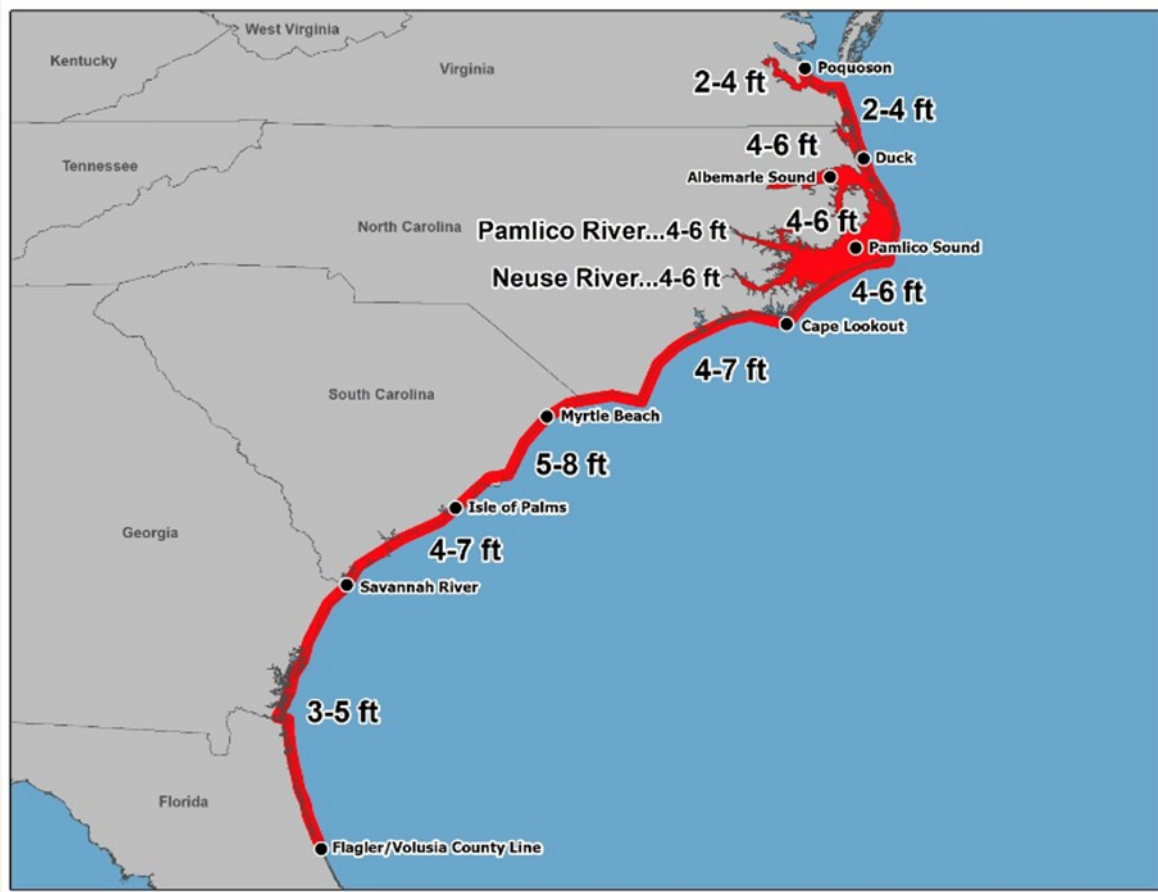 West Virginia
Kentucky
Virginia
Poquoson
2-4 ft
2-4 ft
4-6 ft
Duck
Tennessee
Albemarle Sound
North Carolina
Pamlico River...4-6 ft
4-6 ft
Pamlico Sound
Neuse River...4-6 ft
4-6 ft
Cape Lookout
4-7 ft
South Carolina
Myrtle Beach
5-8 ft
Isle of Palms
Georgia
4-7 ft
Savannah River
3-5 ft
Florida
Flagler/Volusia County Line